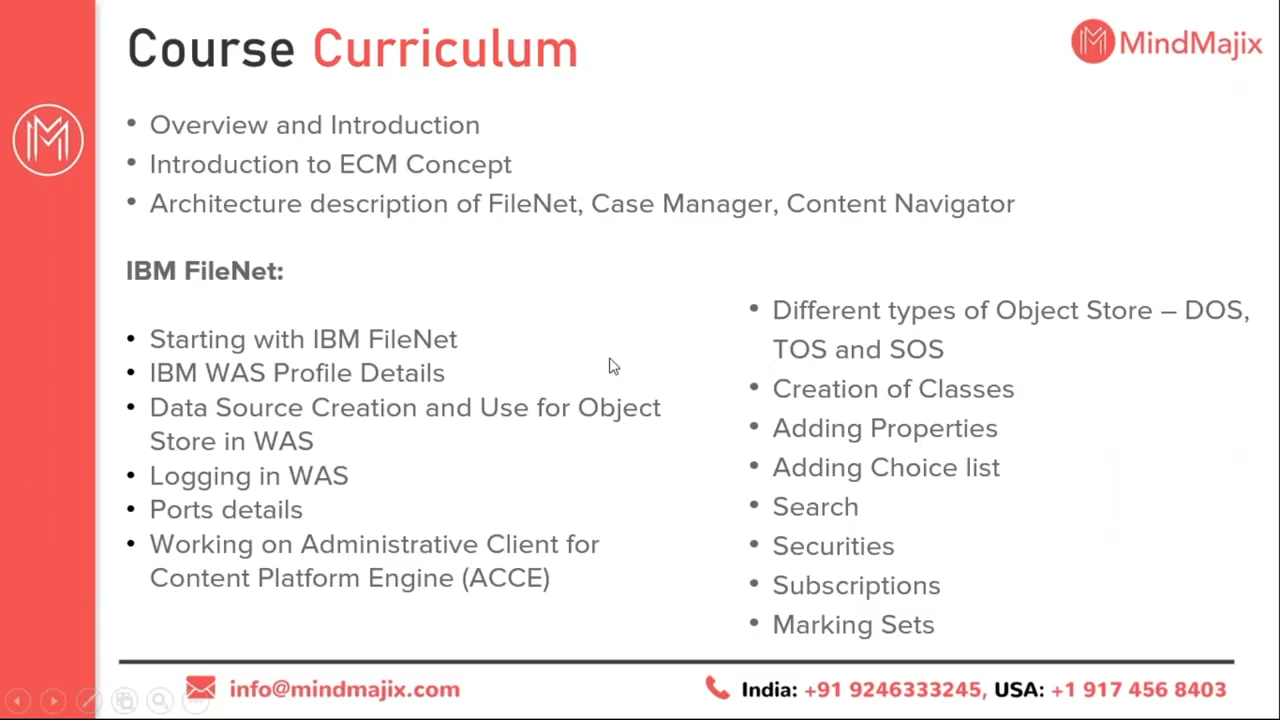 Course Curriculum
MindMajix
• Overview and Introduction
• Introduction to ECM Concept
• Architecture description of FileNet, Case Manager, Content Navigator
IBM FileNet:
• Starting with IBM FileNet
• IBM WAS Profile Details
• Data Source Creation and Use for Object
Store in WAS
• Logging in WAS
• Ports details
• Working on Administrative Client for
Content Platform Engine (ACCE)
• Different types of Object Store – DOS,
TOS and SOS
• Creation of Classes
• Adding Properties
• Adding Choice list
• Search
• Securities
• Subscriptions
• Marking Sets
info@mindmajix.com
India: +91 9246333245, USA: +1 917 456 8403